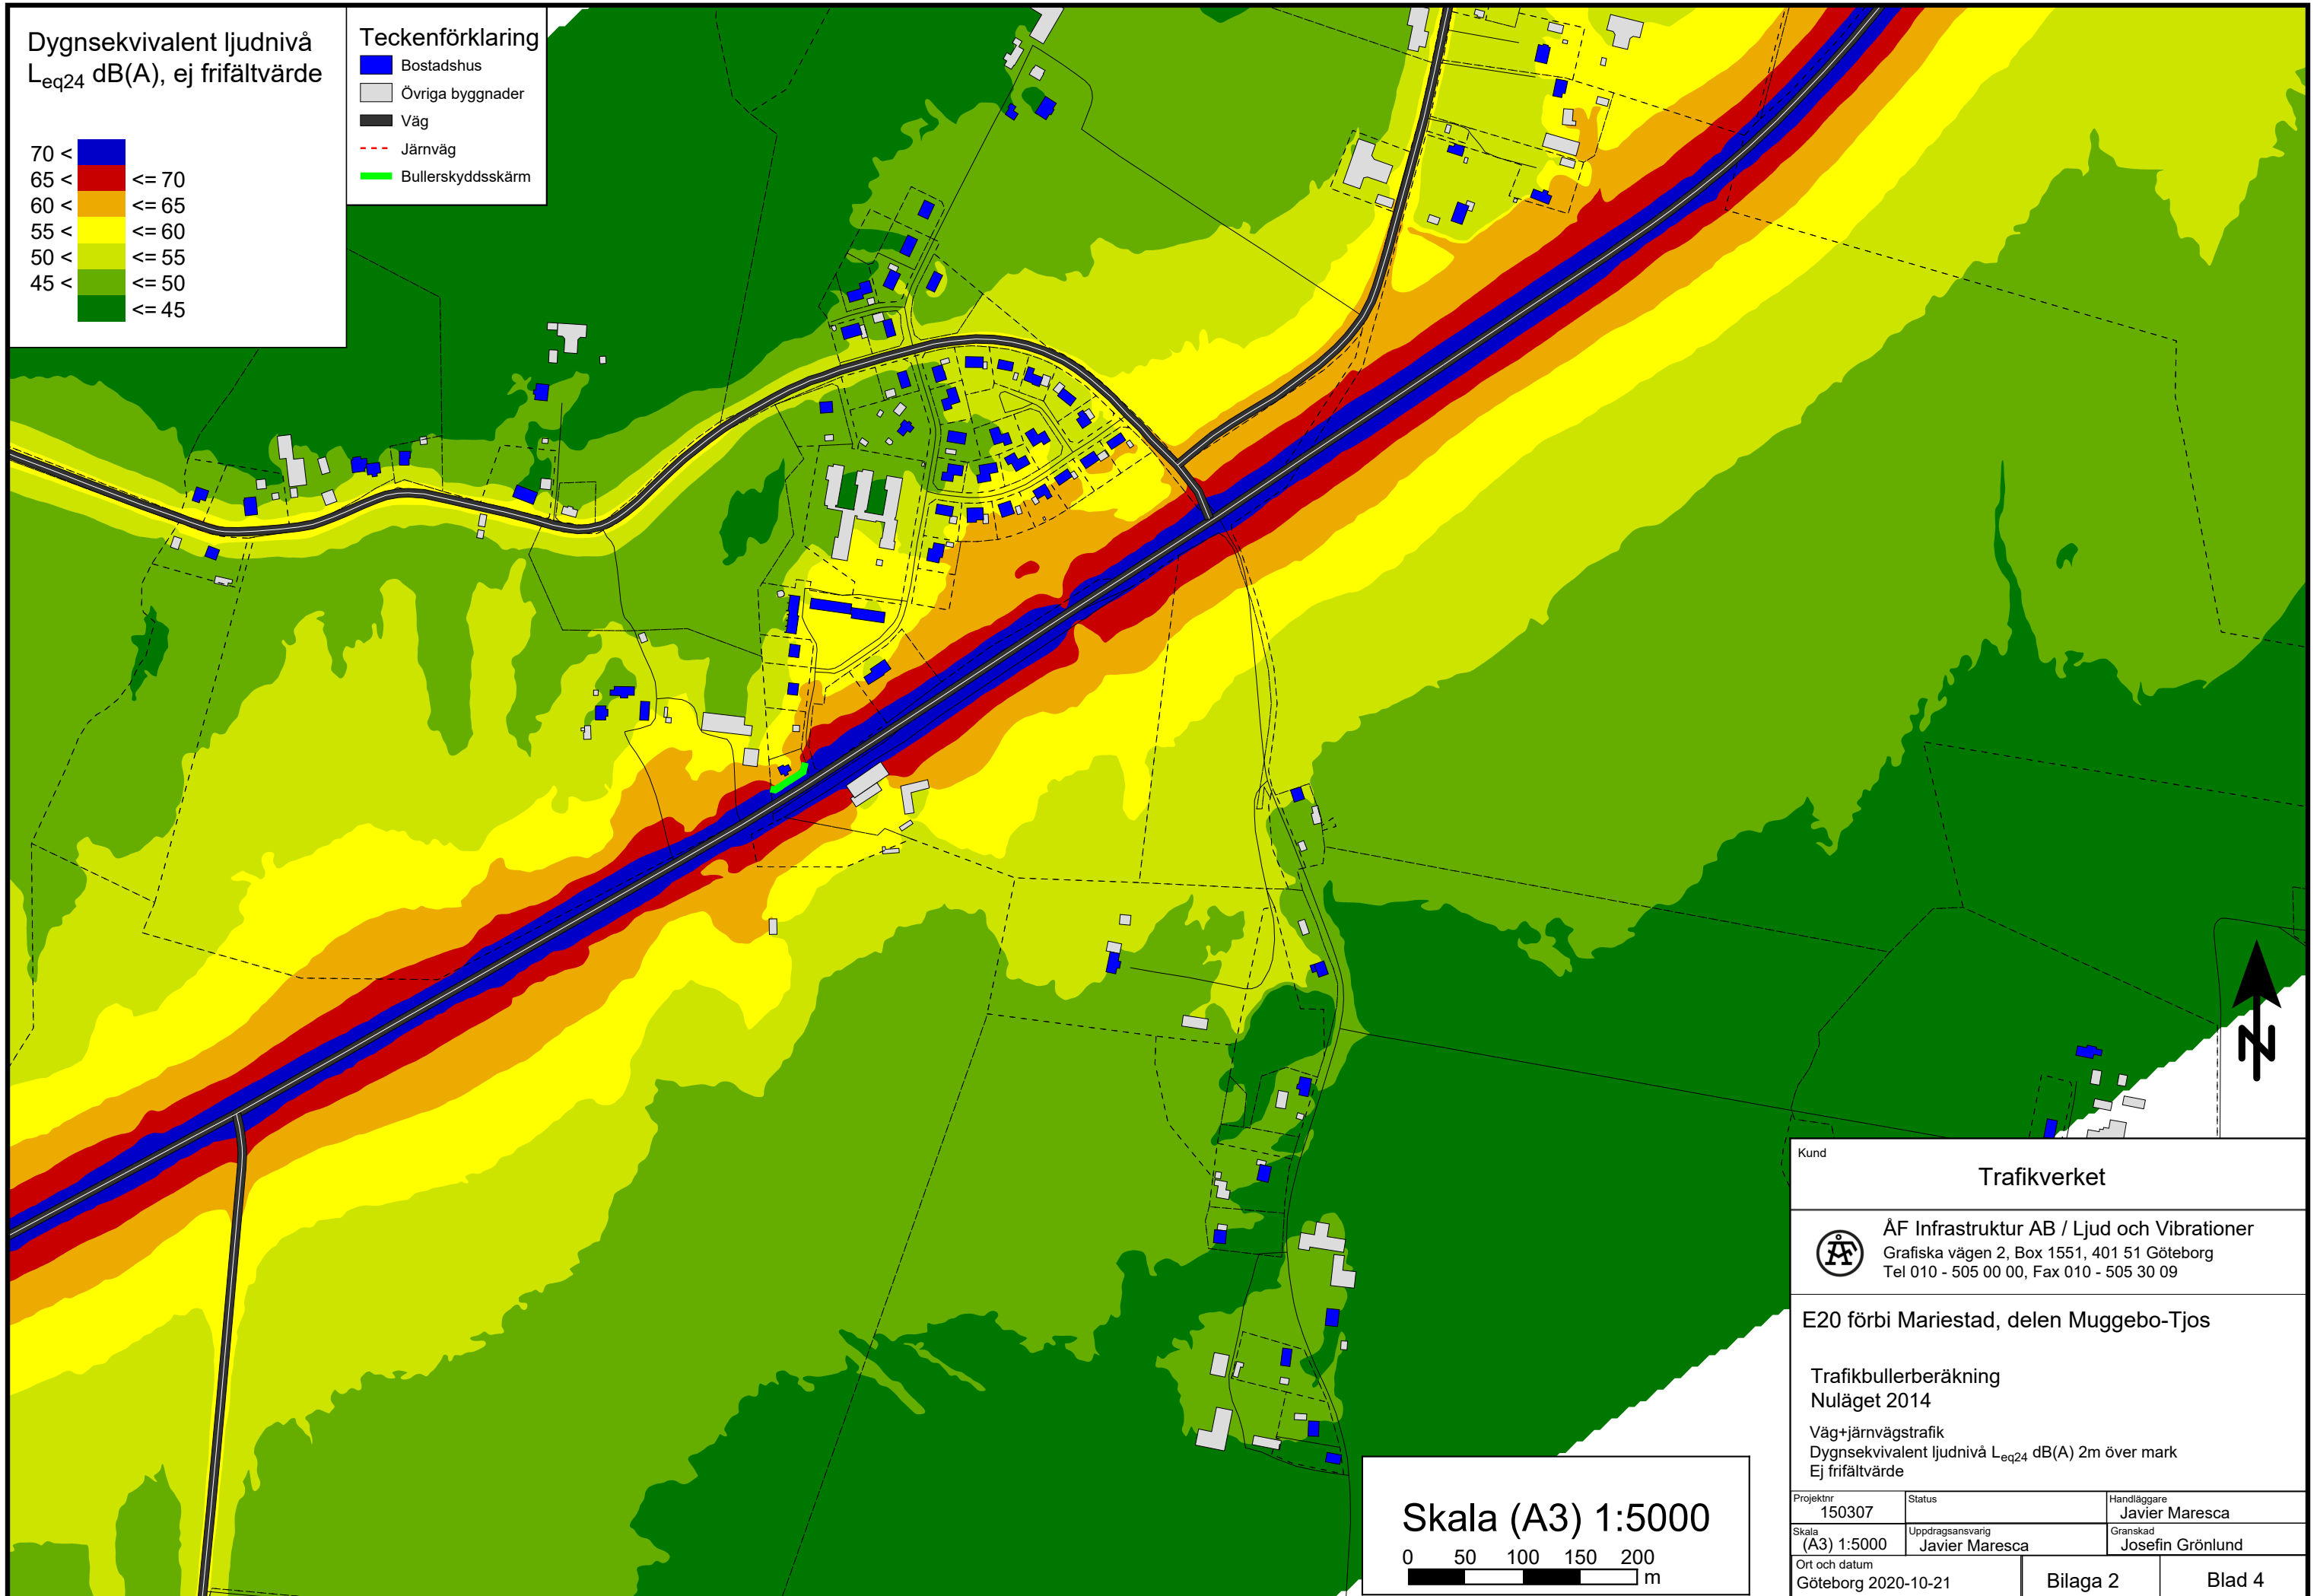 Dygnsekvivalent ljudnivå
Leq24 dB(A), ej frifältvärde
70 <
65 < <= 70
60 < <= 65
55 < <= 60
50 < <= 55
45 < <= 50
<= 45
Teckenförklaring
Bostadshus
Övriga byggnader
Väg
Järnväg
Bullerskyddsskärm
N
Skala (A3) 1:5000
0 50 100 150 200
m
Kund
Trafikverket
ÅF
ÅF Infrastruktur AB / Ljud och Vibrationer
Grafiska vägen 2, Box 1551, 401 51 Göteborg
Tel 010 - 505 00 00, Fax 010 - 505 30 09
E20 förbi Mariestad, delen Muggebo-Tjos
Trafikbullerberäkning
Nuläget 2014
Väg+järnvägstrafik
Dygnsekvivalent ljudnivå Leq24 dB(A) 2m över mark
Ej frifältvärde
Projektnr Status Handläggare
150307 Javier Maresca
Skala Uppdragsansvarig Granskad
(A3) 1:5000 Javier Maresca Josefin Grönlund
Ort och datum
Göteborg 2020-10-21 Bilaga 2 Blad 4